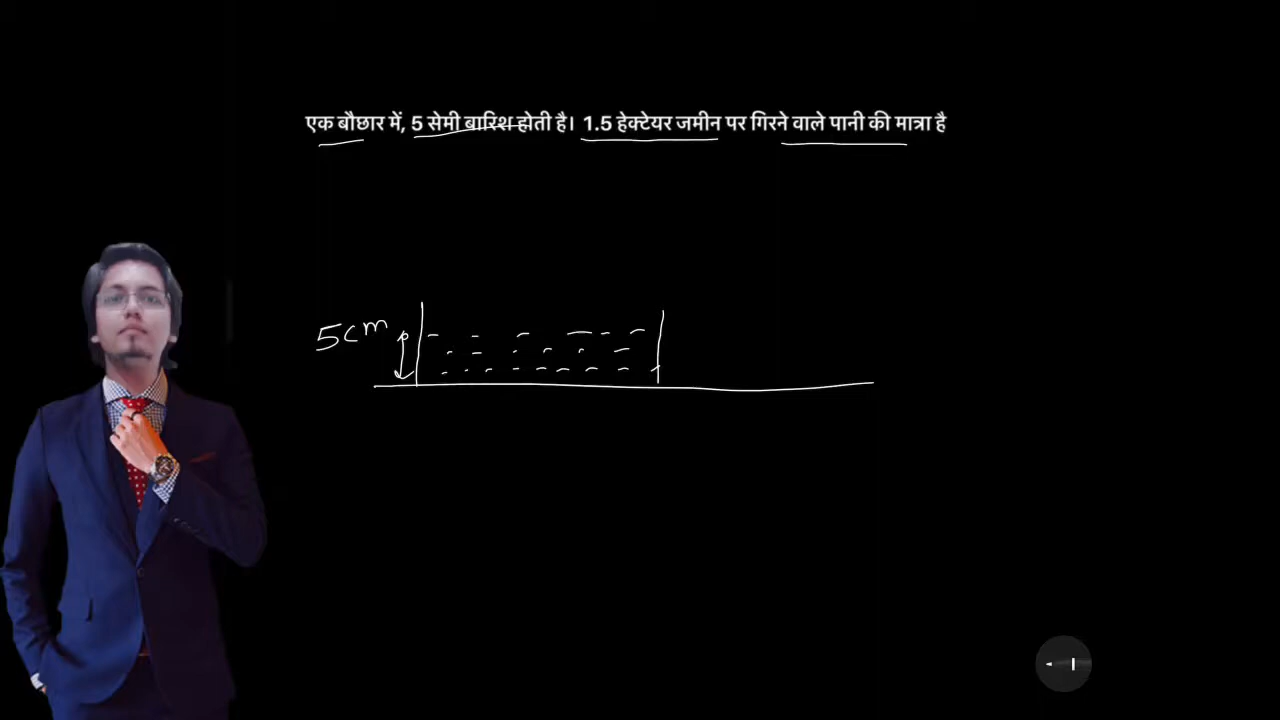 एक बौछार में, 5 सेमी बारिश होती है। 1.5 हेक्टेयर जमीन पर गिरने वाले पानी की मात्रा है
5cm